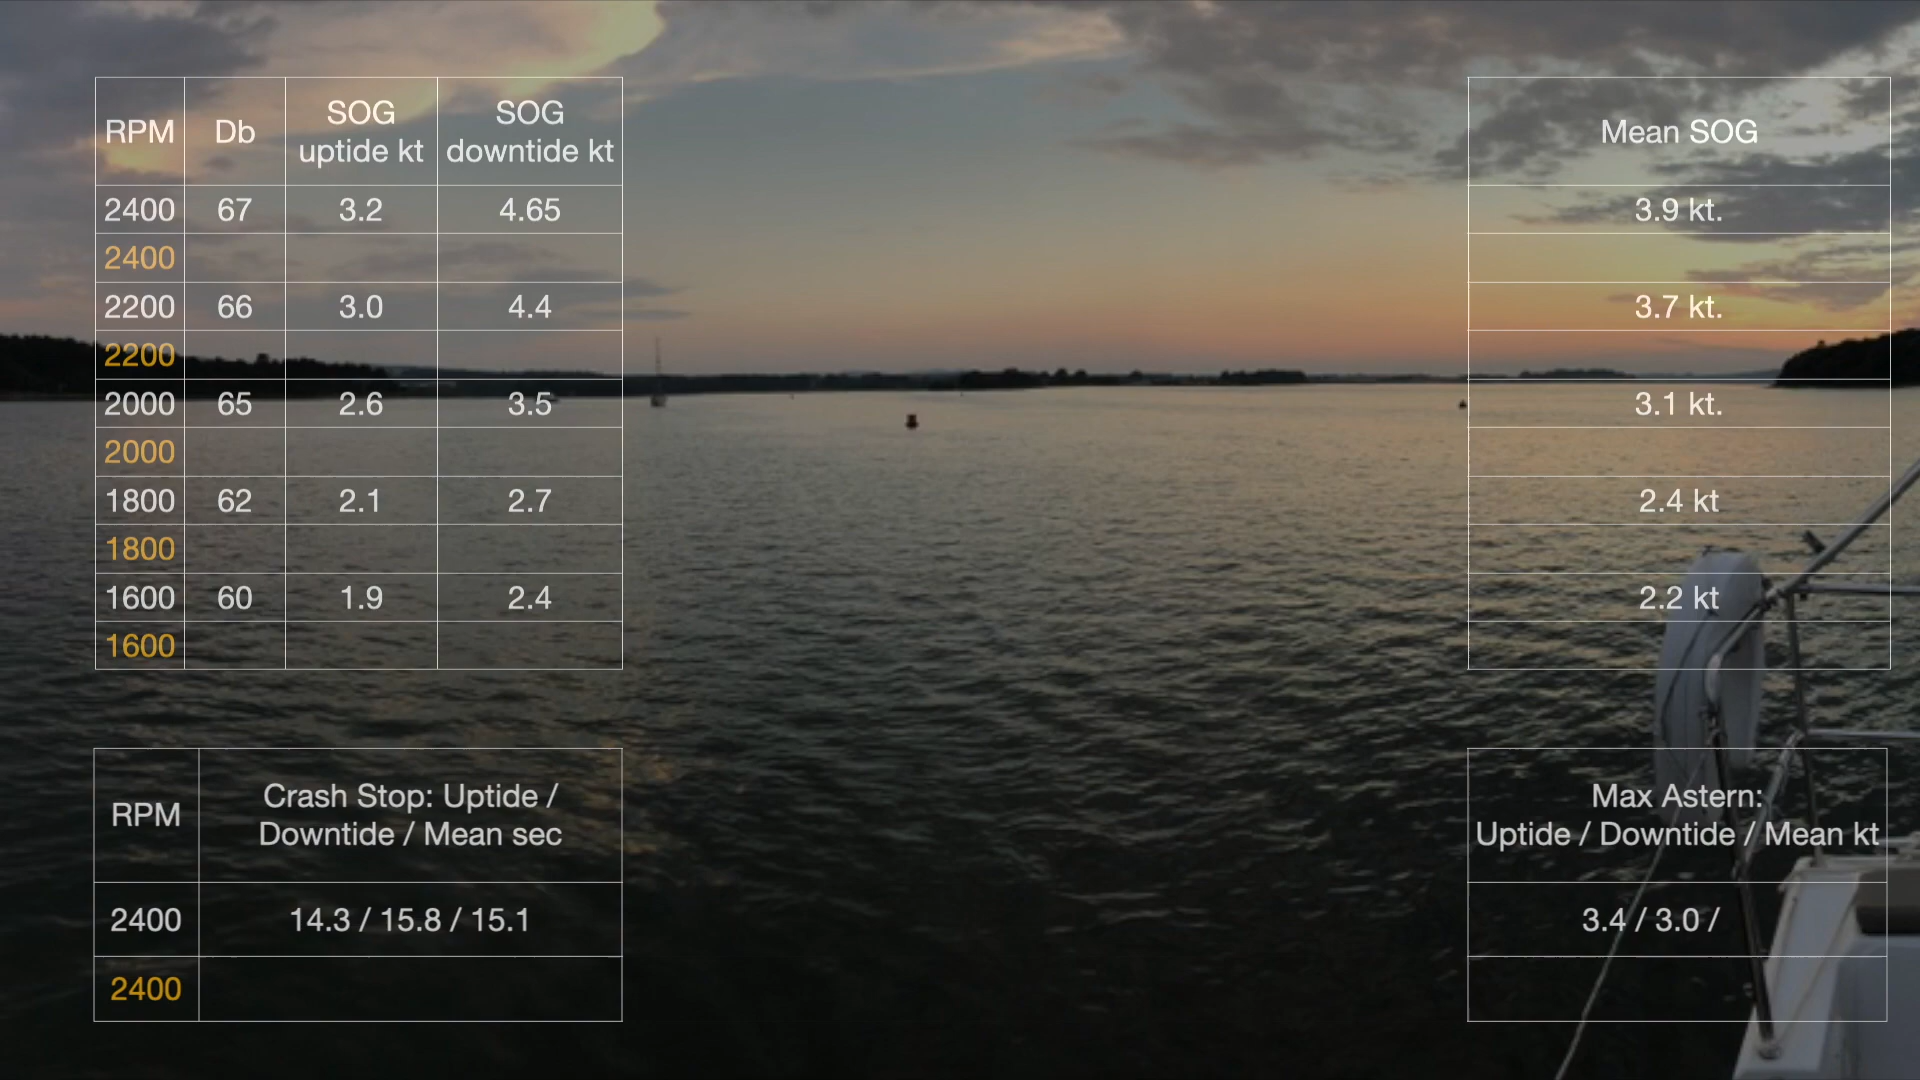 RPM Db SOG uptide kt SOG downtide kt Mean SOG
2400 67 3.2 4.65 3.9 kt.
2400
2200 66 3.0 4.4 3.7 kt.
2200
2000 65 2.6 3.5 3.1 kt.
2000
1800 62 2.1 2.7 2.4 kt
1800
1600 60 1.9 2.4 2.2 kt
1600
RPM
Crash Stop: Uptide /
Downtide / Mean sec
Max Astern:
Uptide / Downtide / Mean kt
2400 14.3 / 15.8 / 15.1 3.4 / 3.0 /
2400